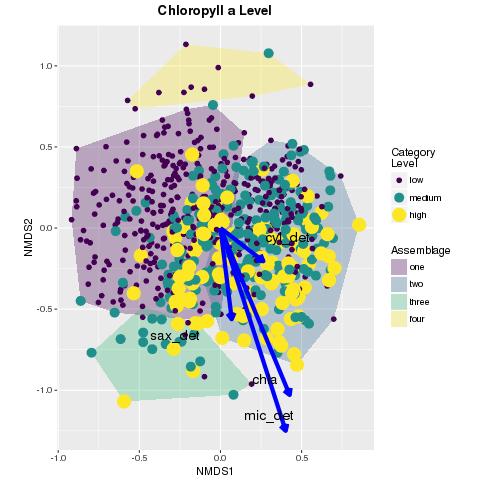 Chloropyll a Level
1.0
0.5
0.0
-0.5
-1.0
NMDS2
-1.0
-0.5
0.0
0.5
NMDS1
cyl_det
sax_det
chla
mic_det
Category
Level
low
medium
high
Assemblage
one
two
three
four